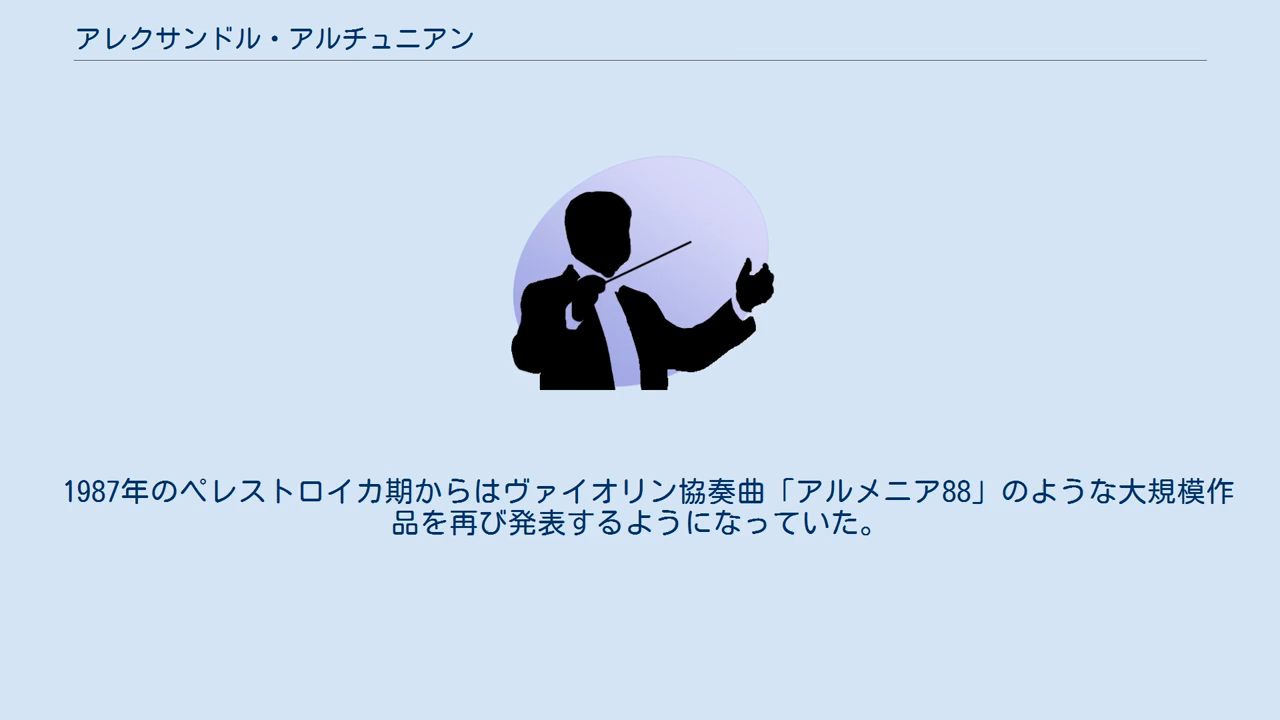 アレクサンドル・アルチュニアン
1987年のペレストロイカ期からはヴァイオリン協奏曲「アルメニア88」のような大規模作
品を再び発表するようになっていた。